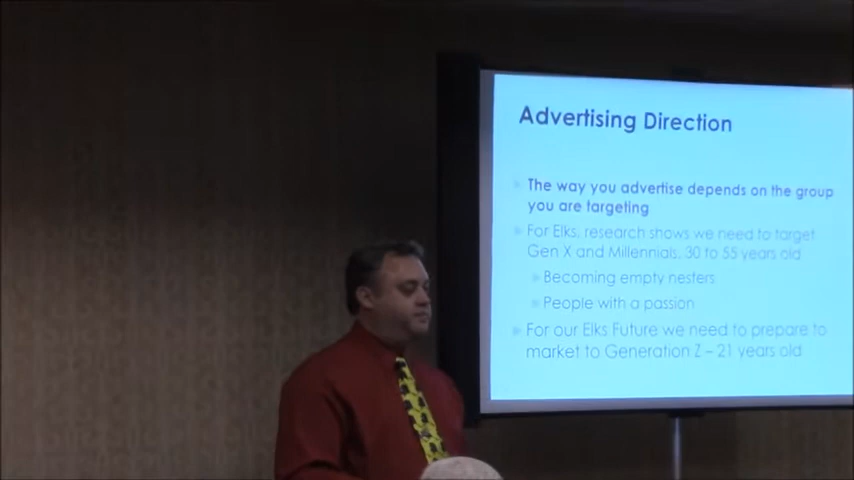 Advertising Direction
The way you advertise depends on the group
you are targeting
For Elks, research shows we need to target
Gen X and Millennials, 30 to 55 years old
Becoming empty nesters
People with a passion
For our Elks Future we need to prepare to
market to Generation Z – 21 years old